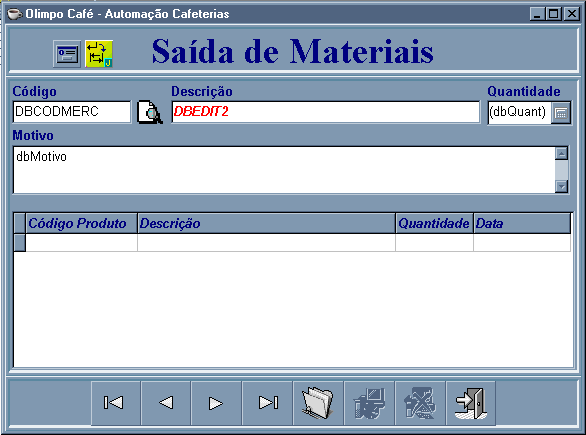 Olimpo Café - Automação Cafeterias
Saída de Materiais
Código Descrição Quantidade
DBCODMERC DBEDIT2 (dbQuant)
Motivo
dbMotivo
Código Produto Descrição Quantidade Data